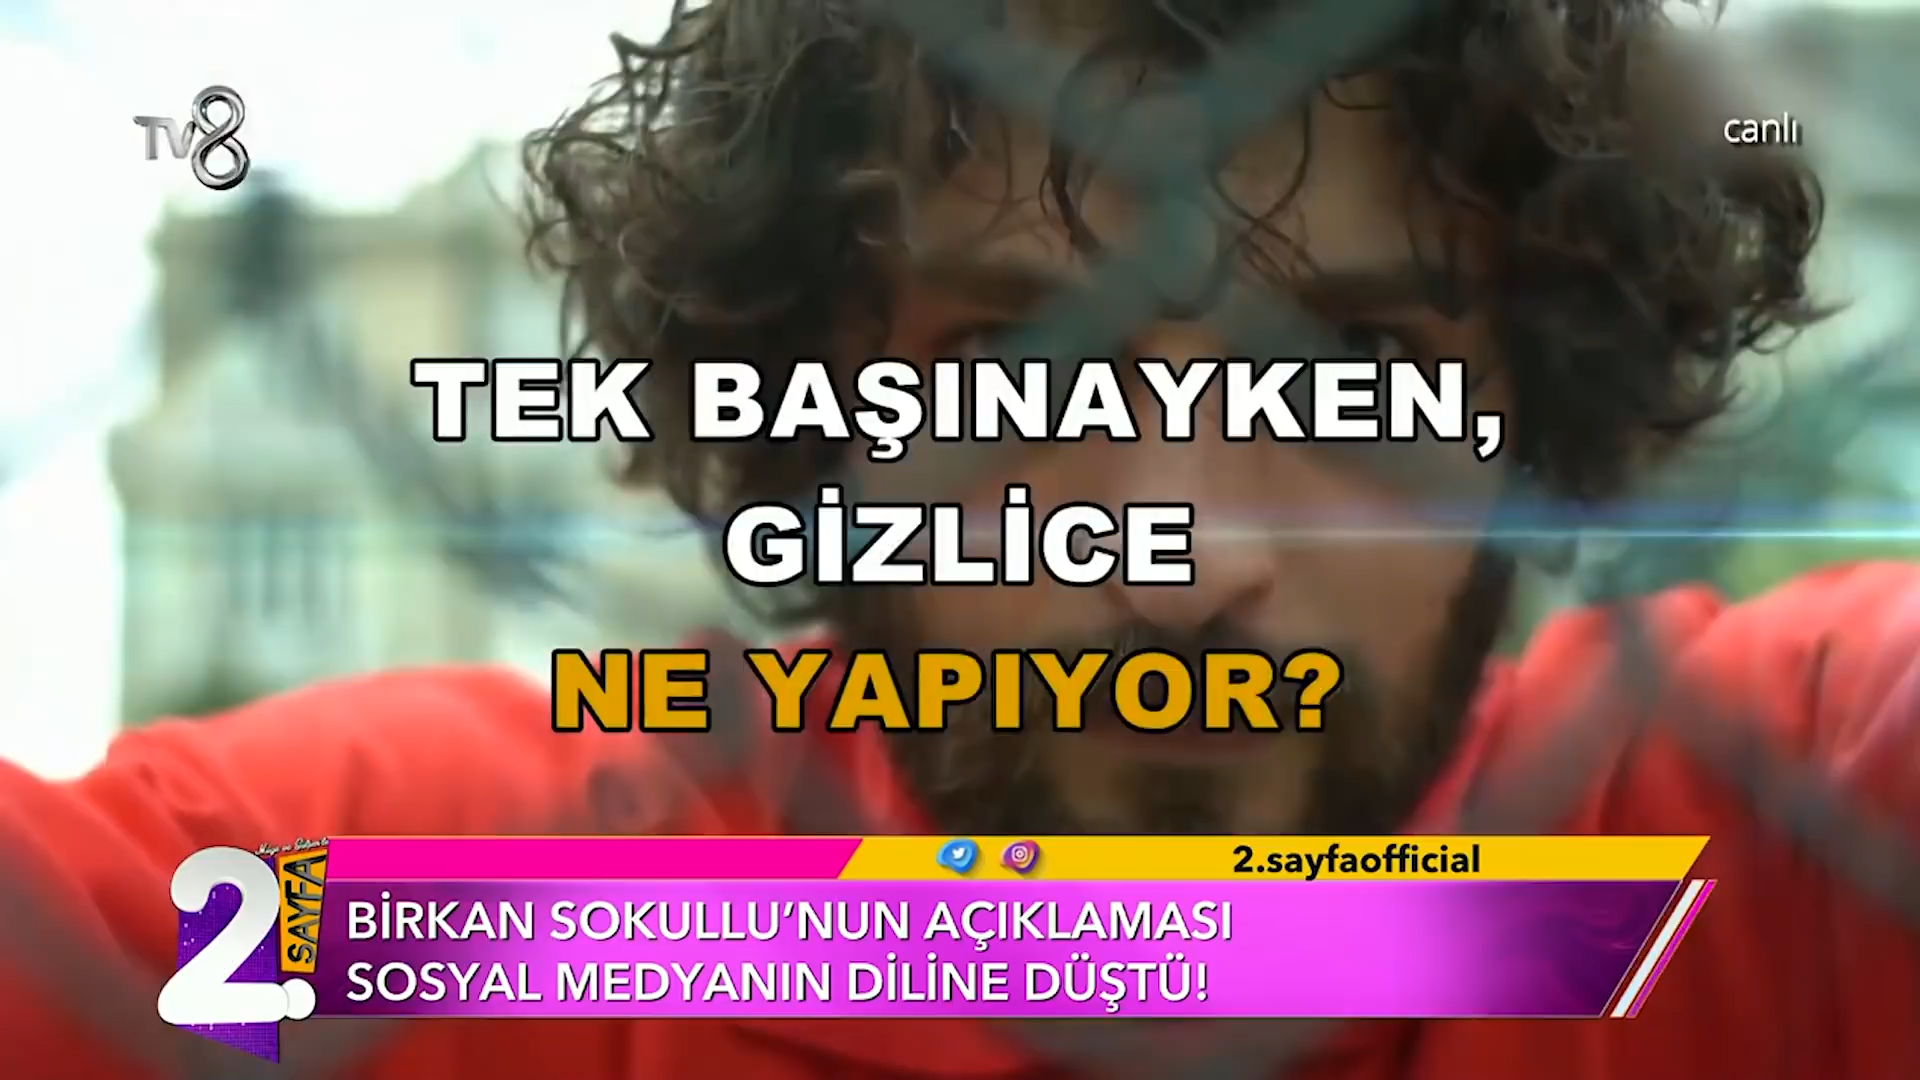 TV8
canlı
TEK BAŞINAYKEN,
GİZLİCE
NE YAPIYOR?
2.sayfaofficial
2. SAYFA
BİRKAN SOKULLU’NUN AÇIKLAMASI
SOSYAL MEDYANIN DİLİNE DÜŞTÜ!